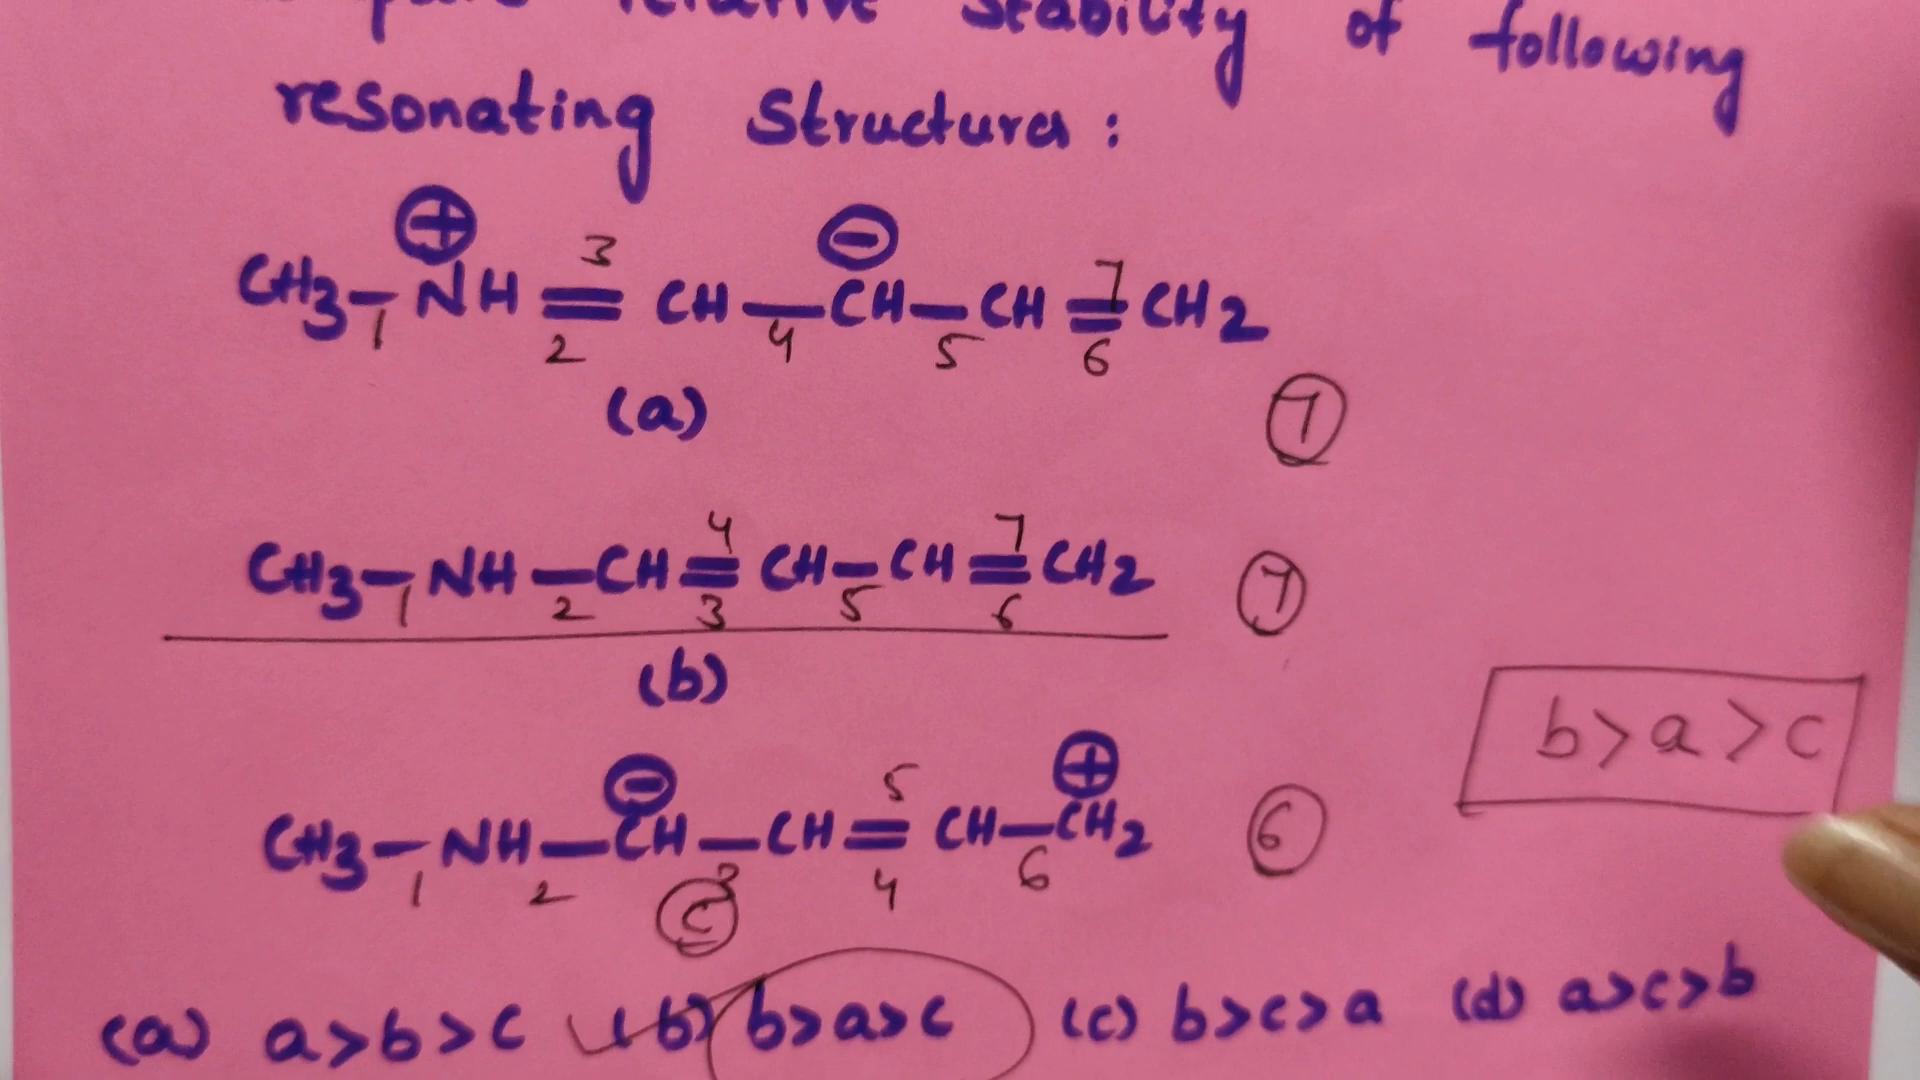 relative stability of following
resonating Structures :
⊕ 3 ⊖ 7
CH3-NH=CH-CH-CH=CH2
1 2 4 5 6
(a) 7
4 7
CH3-NH-CH=CH-CH=CH2 7
1 2 3 5 6
(b)
b>a>c
⊖ 5 ⊕
CH3-NH-CH-CH=CH-CH2 6
1 2 3 4 6
C
(a) a>b>c (b) b>a>c (c) b>c>a (d) a>c>b